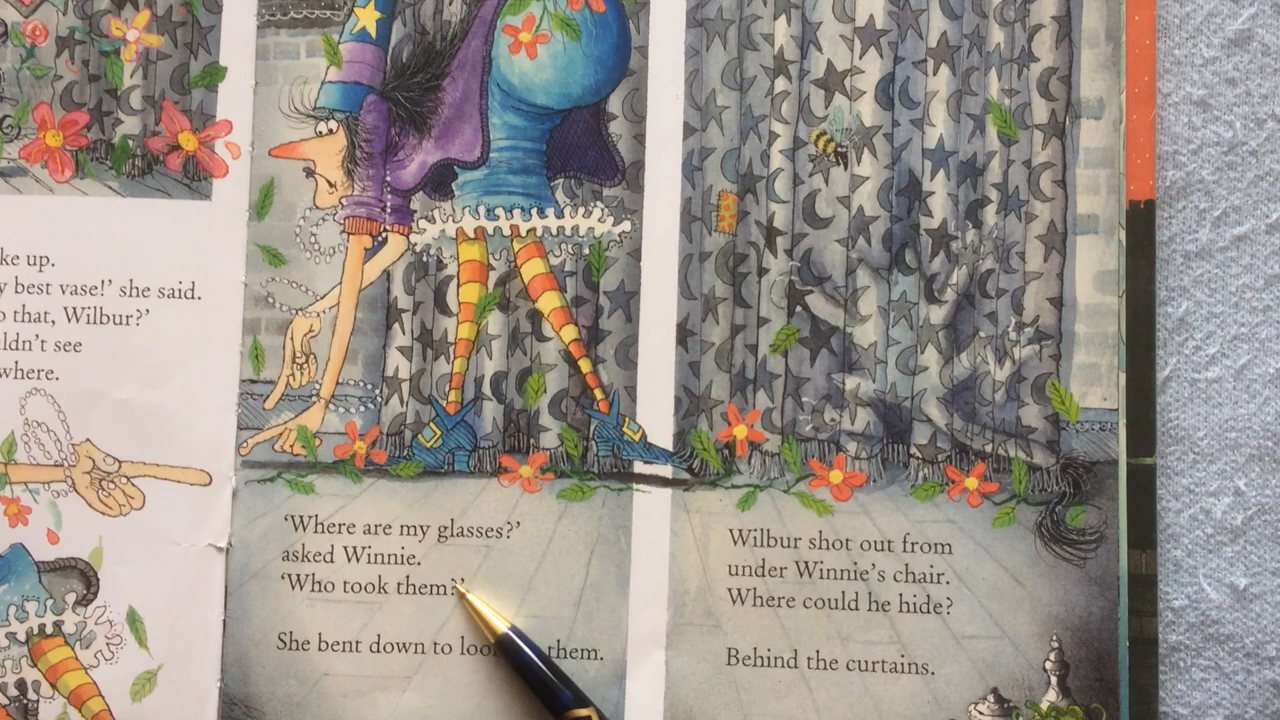 ke up.
y best vase!’ she said.
o that, Wilbur?’
ldn’t see
where.
‘Where are my glasses?’
asked Winnie.
‘Who took them?’
She bent down to loo them.
Wilbur shot out from
under Winnie’s chair.
Where could he hide?
Behind the curtains.